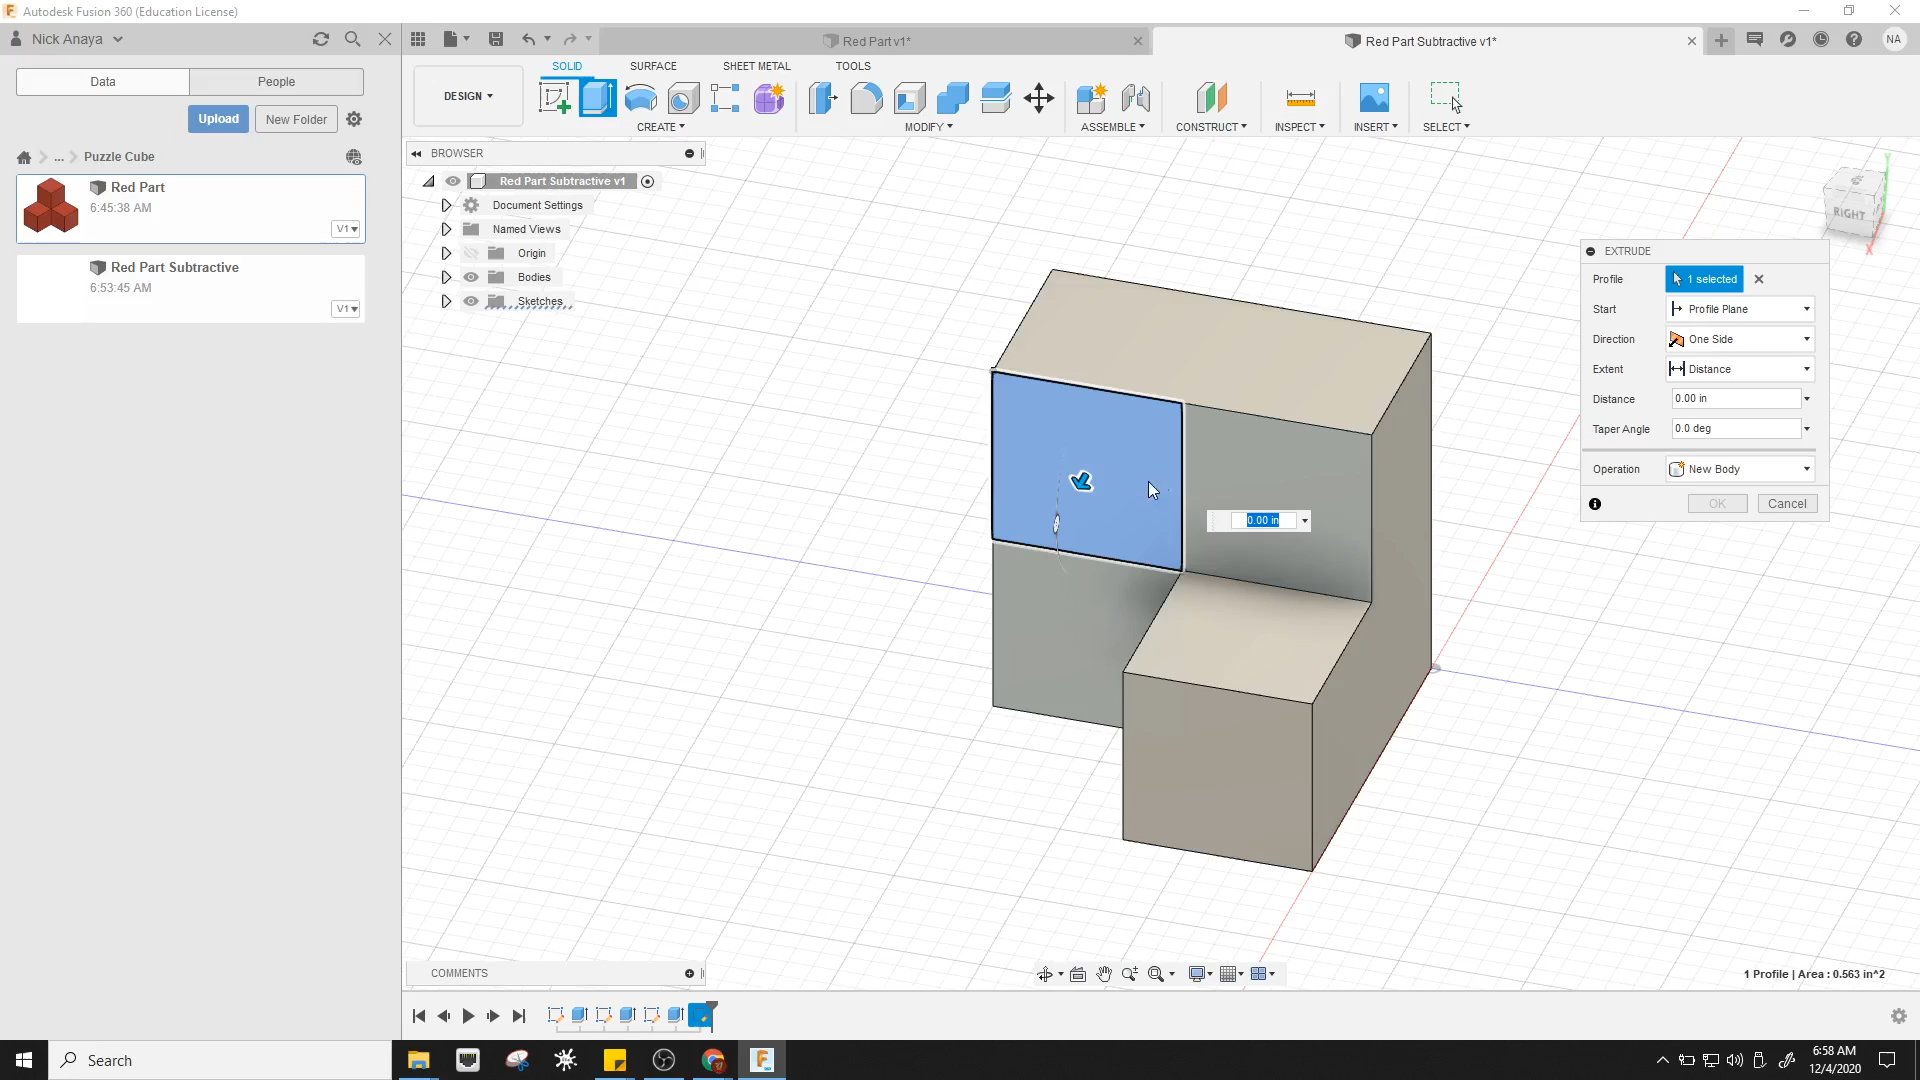 Autodesk Fusion 360 (Education License)
Nick Anaya
Red Part v1*
Red Part Subtractive v1*
NA
SOLID
SURFACE
SHEET METAL
TOOLS
Data
People
DESIGN
Upload
New Folder
CREATE
MODIFY
ASSEMBLE
CONSTRUCT
INSPECT
INSERT
SELECT
...
Puzzle Cube
Red Part
6:45:38 AM
V1
Red Part Subtractive
6:53:45 AM
V1
BROWSER
Red Part Subtractive v1
Document Settings
Named Views
Origin
Bodies
Sketches
RIGHT
Y
X
EXTRUDE
Profile
1 selected
Start
Profile Plane
Direction
One Side
Extent
Distance
Distance
0.00 in
Taper Angle
0.0 deg
Operation
New Body
OK
Cancel
0.00 in
COMMENTS
1 Profile | Area : 0.563 in^2
Search
6:58 AM
12/4/2020